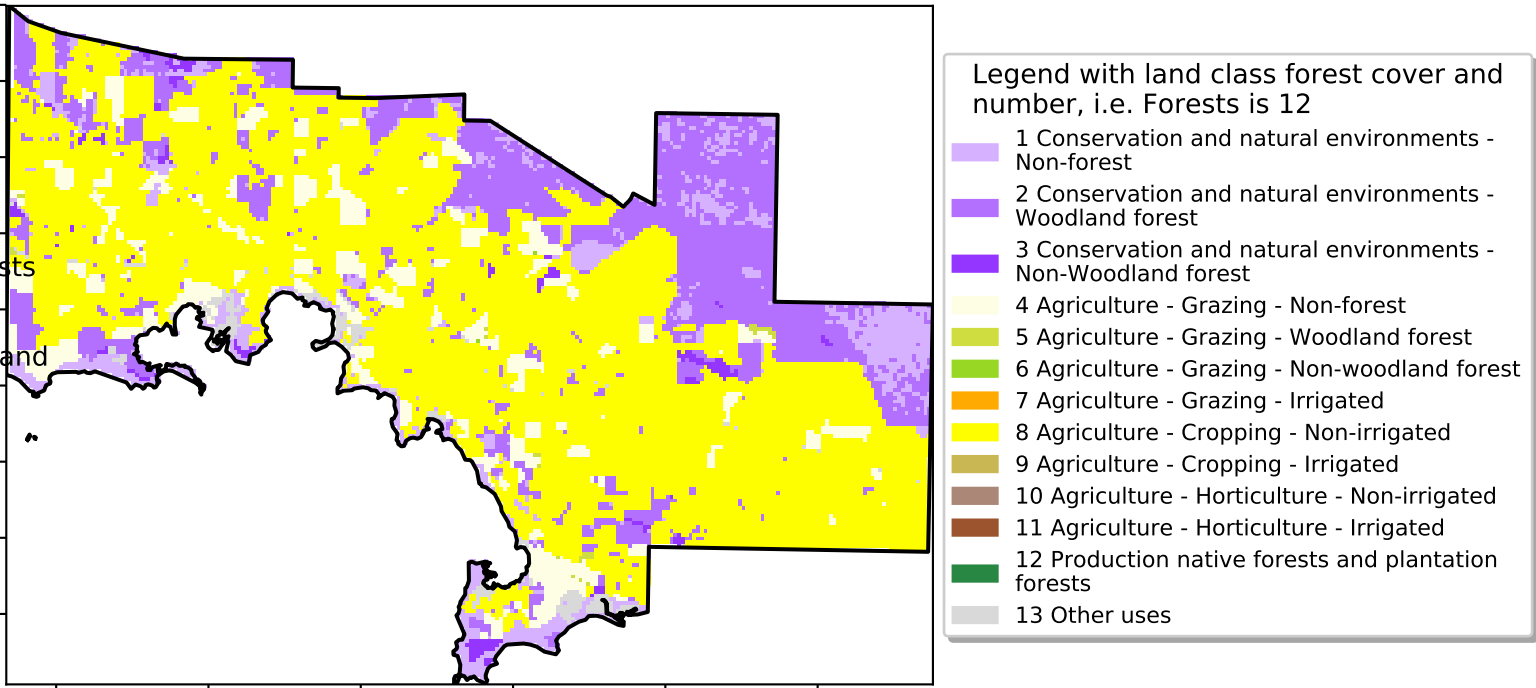 sts
and
Legend with land class forest cover and
number, i.e. Forests is 12
1 Conservation and natural environments -
Non-forest
2 Conservation and natural environments -
Woodland forest
3 Conservation and natural environments -
Non-Woodland forest
4 Agriculture - Grazing - Non-forest
5 Agriculture - Grazing - Woodland forest
6 Agriculture - Grazing - Non-woodland forest
7 Agriculture - Grazing - Irrigated
8 Agriculture - Cropping - Non-irrigated
9 Agriculture - Cropping - Irrigated
10 Agriculture - Horticulture - Non-irrigated
11 Agriculture - Horticulture - Irrigated
12 Production native forests and plantation
forests
13 Other uses